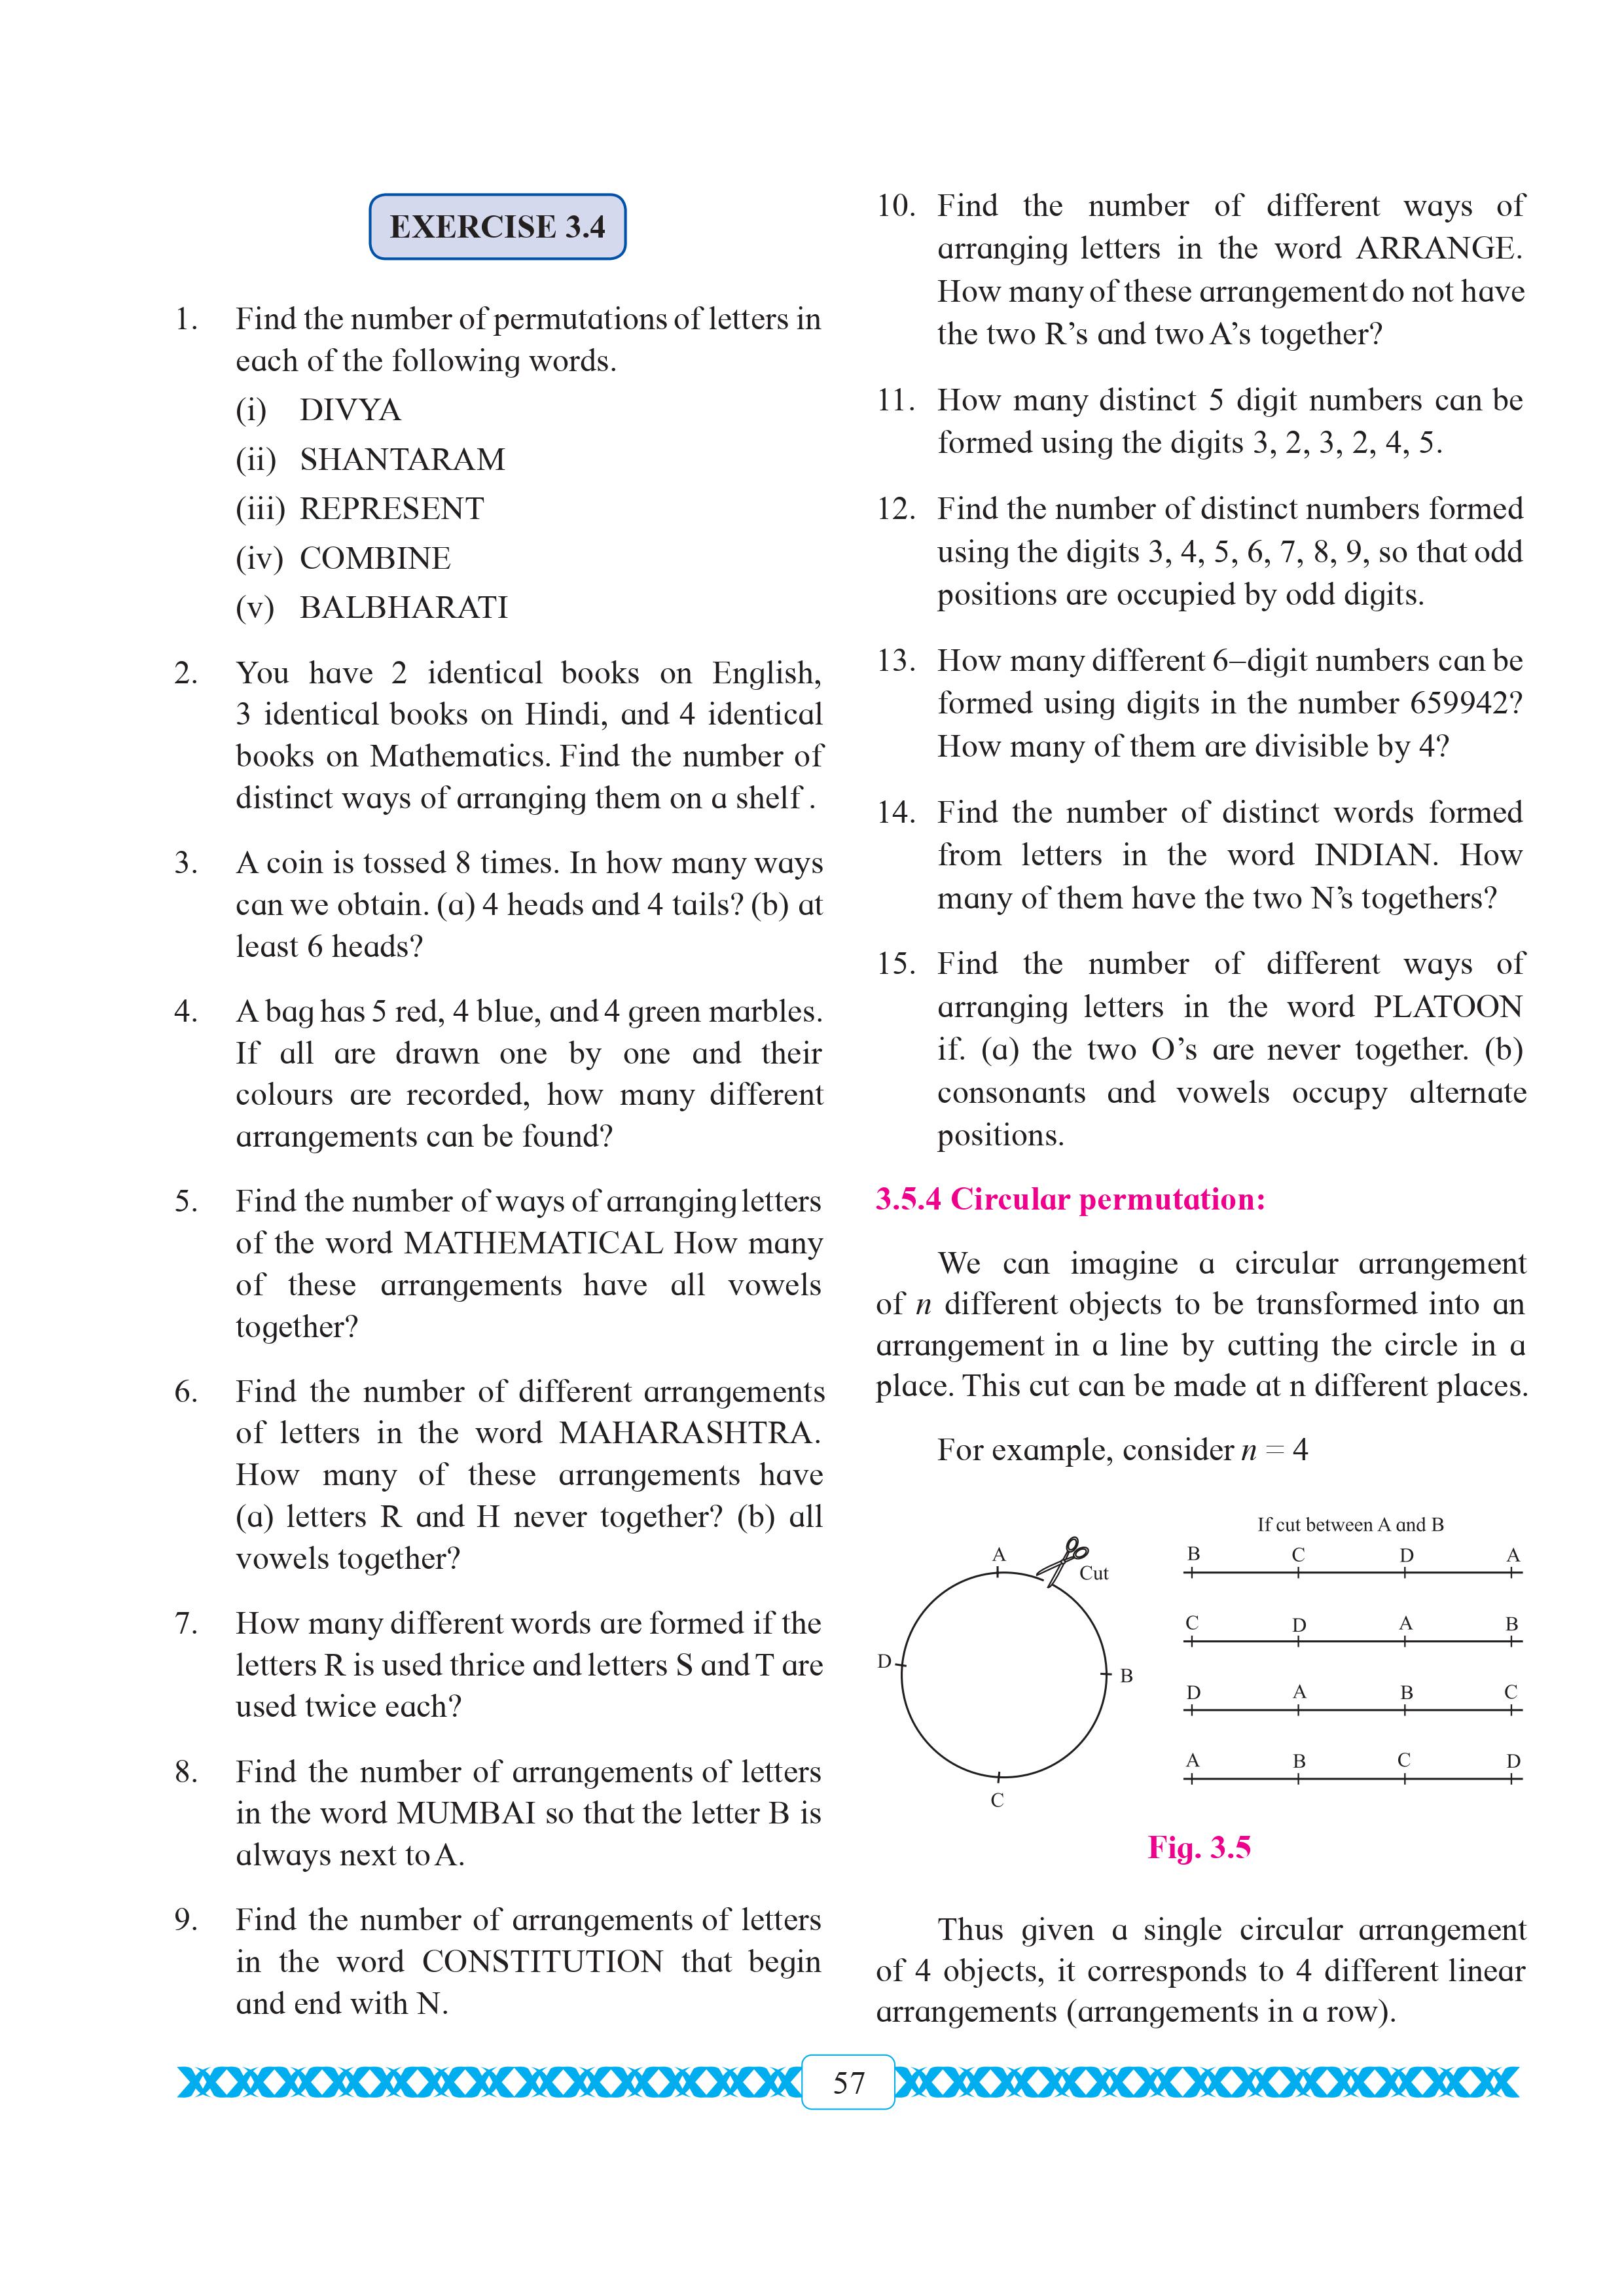 EXERCISE 3.4
1. Find the number of permutations of letters in
each of the following words.
(i) DIVYA
(ii) SHANTARAM
(iii) REPRESENT
(iv) COMBINE
(v) BALBHARATI
2. You have 2 identical books on English,
3 identical books on Hindi, and 4 identical
books on Mathematics. Find the number of
distinct ways of arranging them on a shelf .
3. A coin is tossed 8 times. In how many ways
can we obtain. (a) 4 heads and 4 tails? (b) at
least 6 heads?
4. A bag has 5 red, 4 blue, and 4 green marbles.
If all are drawn one by one and their
colours are recorded, how many different
arrangements can be found?
5. Find the number of ways of arranging letters
of the word MATHEMATICAL How many
of these arrangements have all vowels
together?
6. Find the number of different arrangements
of letters in the word MAHARASHTRA.
How many of these arrangements have
(a) letters R and H never together? (b) all
vowels together?
7. How many different words are formed if the
letters R is used thrice and letters S and T are
used twice each?
8. Find the number of arrangements of letters
in the word MUMBAI so that the letter B is
always next to A.
9. Find the number of arrangements of letters
in the word CONSTITUTION that begin
and end with N.
10. Find the number of different ways of
arranging letters in the word ARRANGE.
How many of these arrangement do not have
the two R’s and two A’s together?
11. How many distinct 5 digit numbers can be
formed using the digits 3, 2, 3, 2, 4, 5.
12. Find the number of distinct numbers formed
using the digits 3, 4, 5, 6, 7, 8, 9, so that odd
positions are occupied by odd digits.
13. How many different 6–digit numbers can be
formed using digits in the number 659942?
How many of them are divisible by 4?
14. Find the number of distinct words formed
from letters in the word INDIAN. How
many of them have the two N’s togethers?
15. Find the number of different ways of
arranging letters in the word PLATOON
if. (a) the two O’s are never together. (b)
consonants and vowels occupy alternate
positions.
3.5.4 Circular permutation:
We can imagine a circular arrangement
of n different objects to be transformed into an
arrangement in a line by cutting the circle in a
place. This cut can be made at n different places.
For example, consider n = 4
A
Cut
D
B
C
If cut between A and B
B C D A
C D A B
D A B C
A B C D
Fig. 3.5
Thus given a single circular arrangement
of 4 objects, it corresponds to 4 different linear
arrangements (arrangements in a row).
57